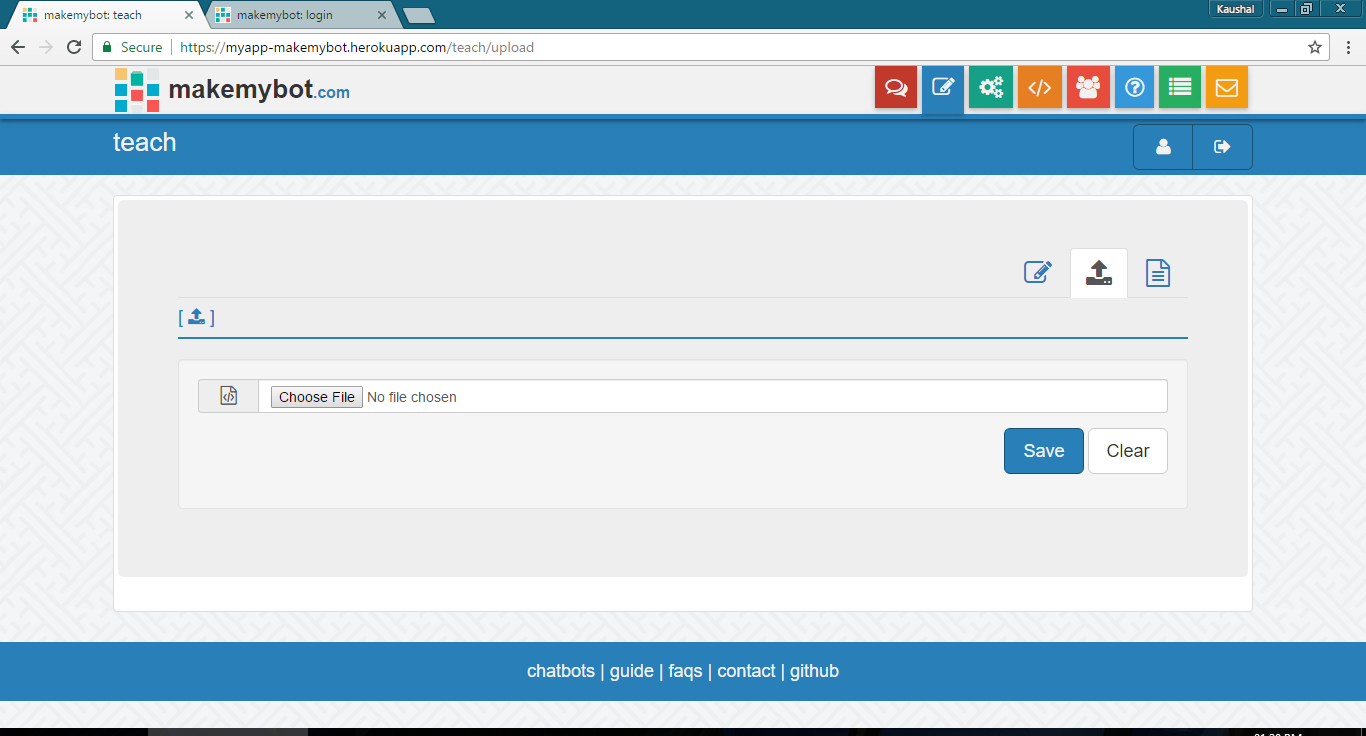 makemybot: teach
makemybot: login
Kaushal
Secure
https://myapp-makemybot.herokuapp.com/teach/upload
makemybot.com
teach
[ ]
Choose File No file chosen
Save Clear
chatbots | guide | faqs | contact | github